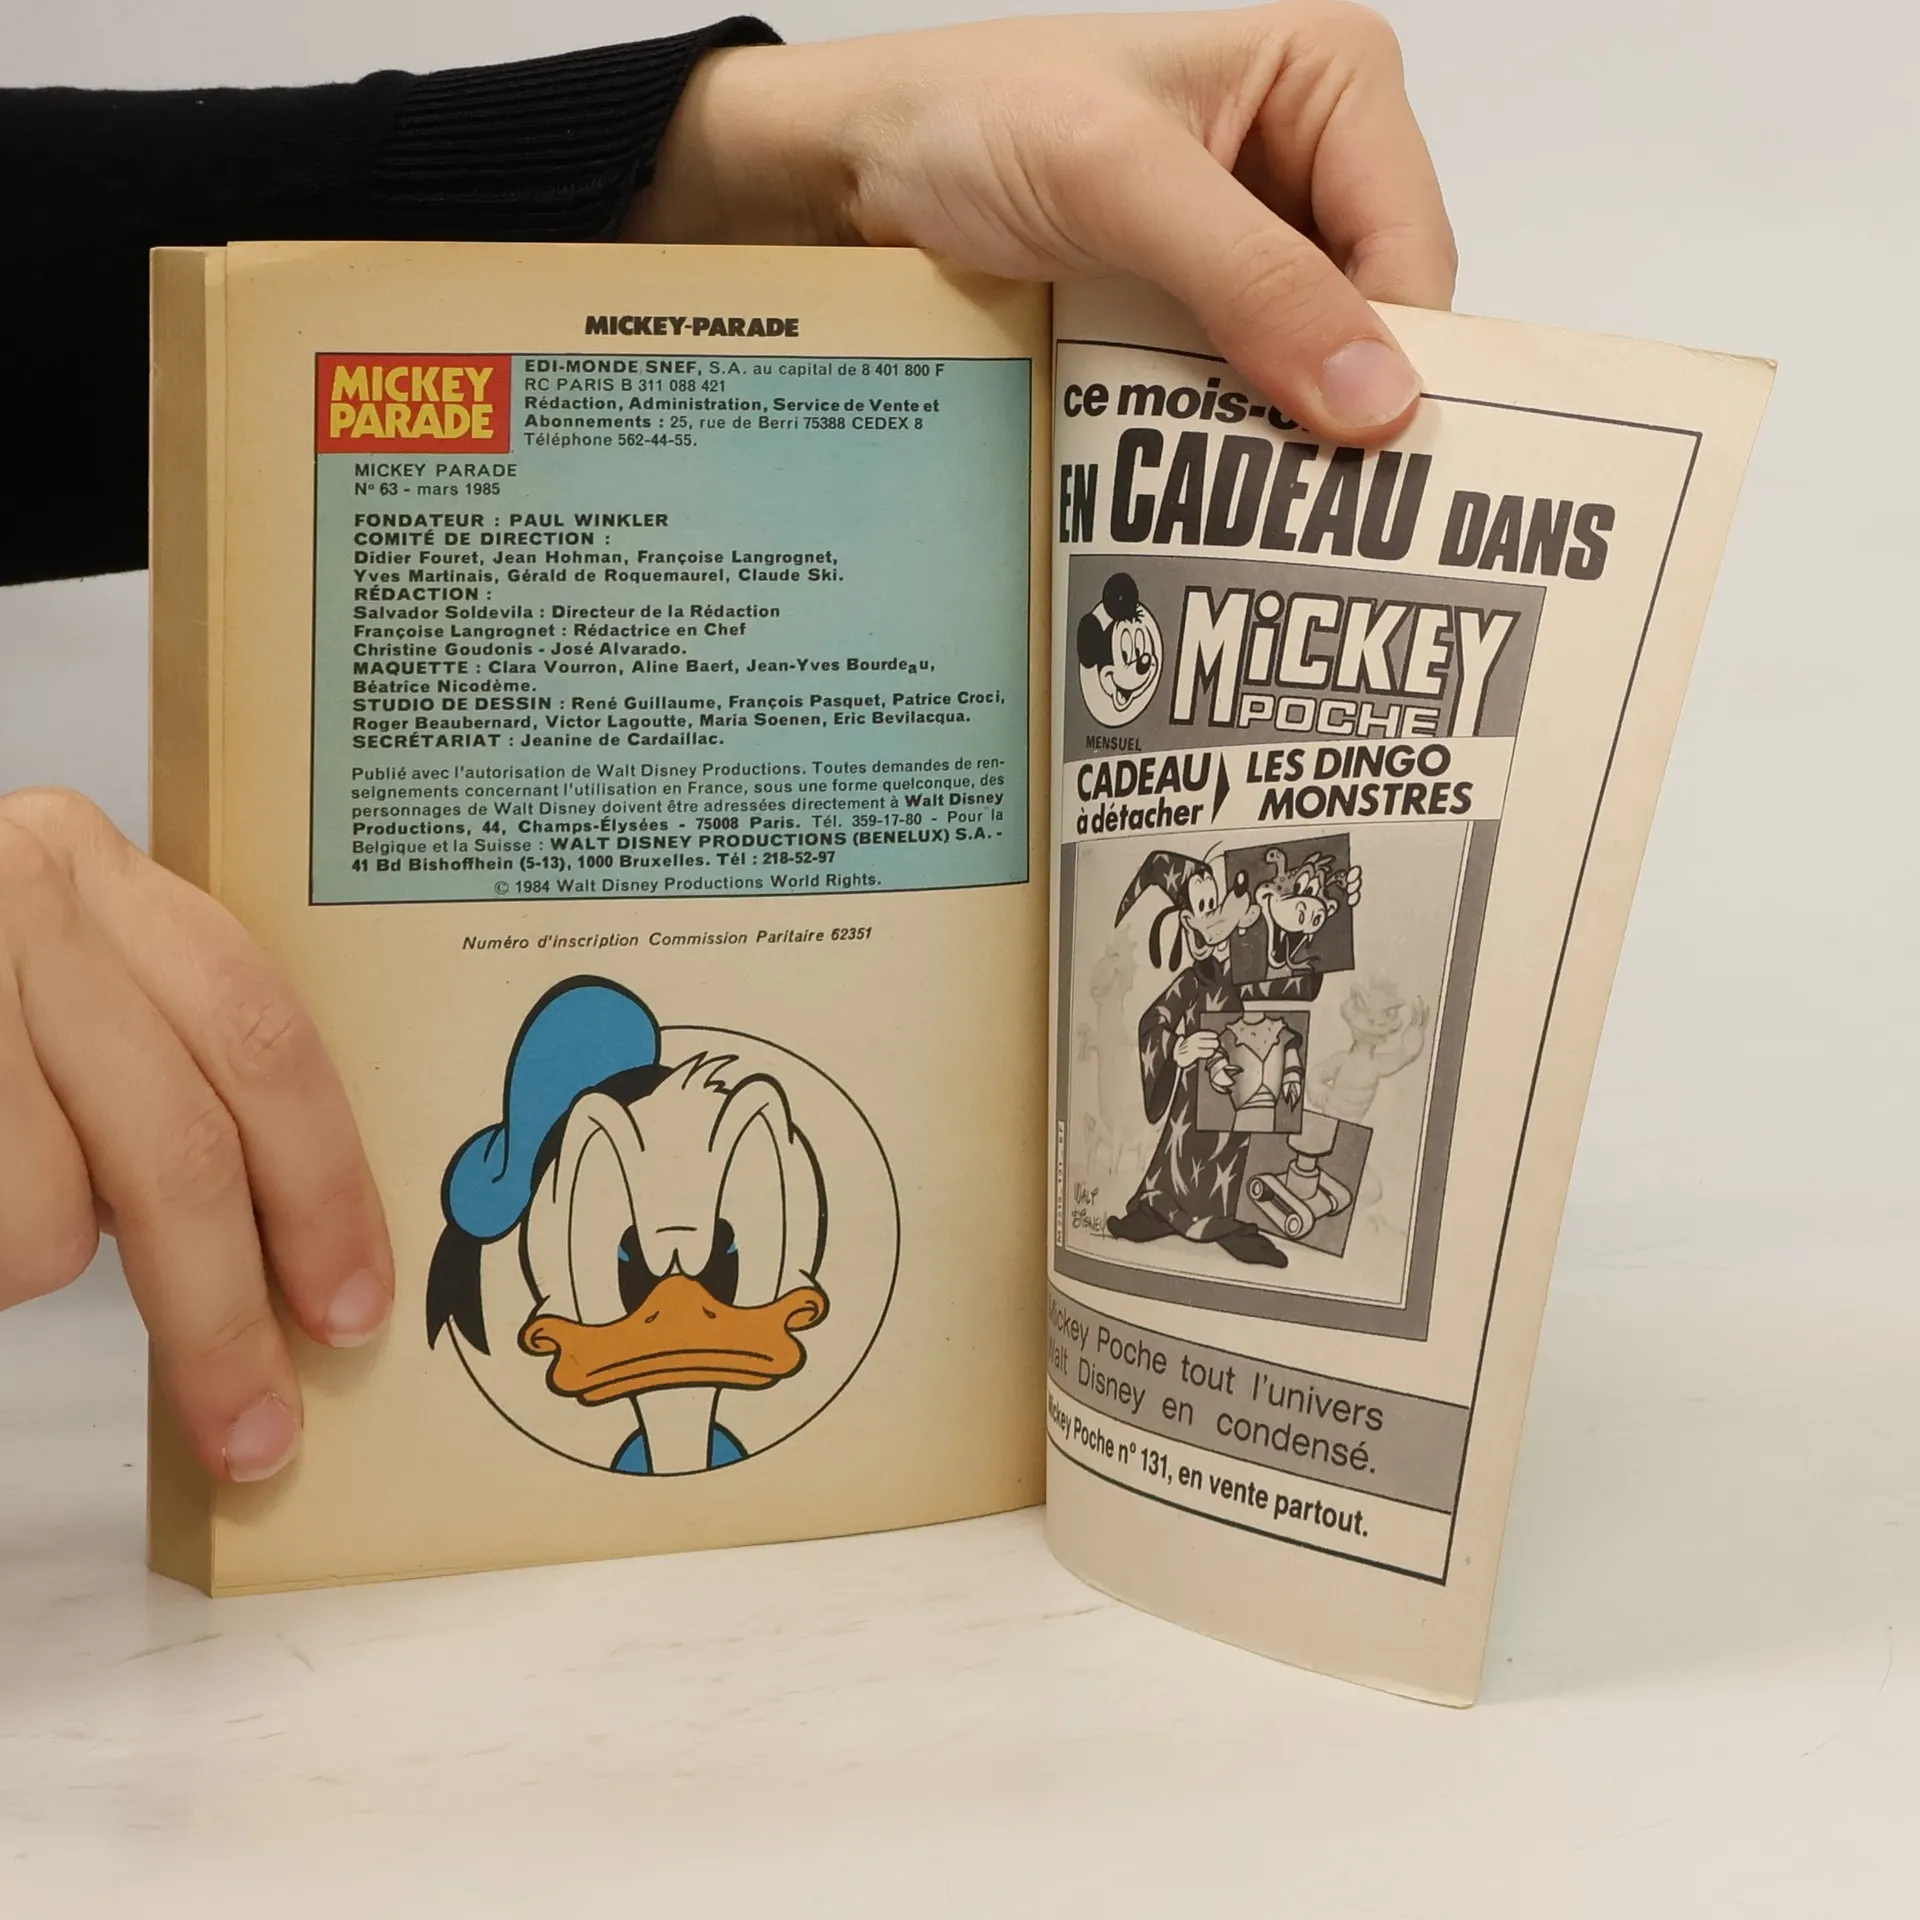 MICKEY-PARADE
MICKEY
PARADE
EDI-MONDE SNEF, S.A. au capital de 8 401 800 F
RC PARIS B 311 088 421
Rédaction, Administration, Service de Vente et
Abonnements : 25, rue de Berri 75388 CEDEX 8
Téléphone 562-44-55.
MICKEY PARADE
Nº 63 - mars 1985
FONDATEUR : PAUL WINKLER
COMITÉ DE DIRECTION :
Didier Fouret, Jean Hohman, Françoise Langrognet,
Yves Martinais, Gérald de Roquemaurel, Claude Ski.
RÉDACTION :
Salvador Soldevila : Directeur de la Rédaction
Françoise Langrognet : Rédactrice en Chef
Christine Goudonis - José Alvarado.
MAQUETTE : Clara Vourron, Aline Baert, Jean-Yves Bourdeau,
Béatrice Nicodème.
STUDIO DE DESSIN : René Guillaume, François Pasquet, Patrice Croci,
Roger Beaubernard, Victor Lagoutte, Maria Soenen, Eric Bevilacqua.
SECRÉTARIAT : Jeanine de Cardaillac.
Publié avec l'autorisation de Walt Disney Productions. Toutes demandes de ren-
seignements concernant l'utilisation en France, sous une forme quelconque, des
personnages de Walt Disney doivent être adressées directement à Walt Disney
Productions, 44, Champs-Élysées - 75008 Paris. Tél. 359-17-80 - Pour la
Belgique et la Suisse : WALT DISNEY PRODUCTIONS (BENELUX) S.A. -
41 Bd Bishoffhein (5-13), 1000 Bruxelles. Tél : 218-52-97
© 1984 Walt Disney Productions World Rights.
Numéro d'inscription Commission Paritaire 62351
ce mois-
EN CADEAU DANS
MiCKEY
POCHE
MENSUEL
CADEAU
à détacher
LES DINGO
MONSTRES
WALT
DISNEY
Mickey Poche tout l'univers
Walt Disney en condensé.
Mickey Poche nº 131, en vente partout.